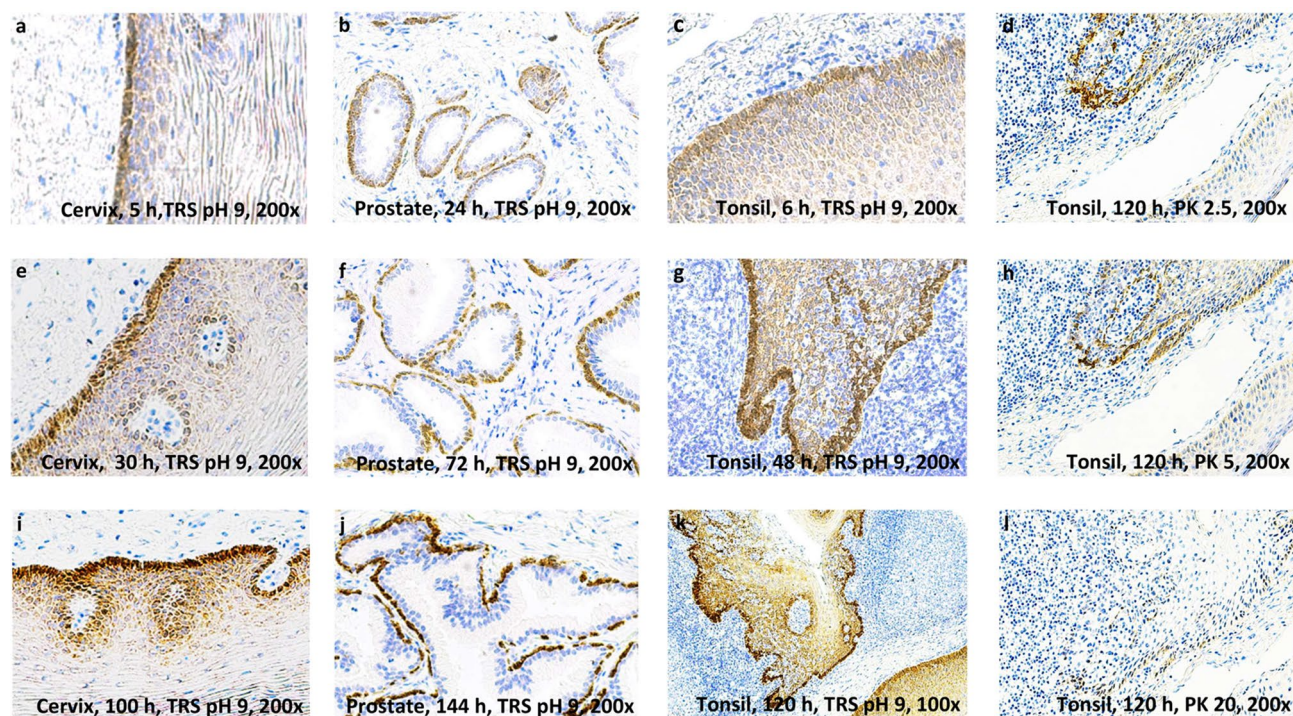 a
Cervix, 5 h,TRS pH 9, 200x
b
Prostate, 24 h, TRS pH 9, 200x
c
Tonsil, 6 h, TRS pH 9, 200x
d
Tonsil, 120 h, PK 2.5, 200x
e
Cervix, 30 h, TRS pH 9, 200x
f
Prostate, 72 h, TRS pH 9, 200x
g
Tonsil, 48 h, TRS pH 9, 200x
h
Tonsil, 120 h, PK 5, 200x
i
Cervix, 100 h, TRS pH 9, 200x
j
Prostate, 144 h, TRS pH 9, 200x
k
Tonsil, 120 h, TRS pH 9, 100x
l
Tonsil, 120 h, PK 20, 200x